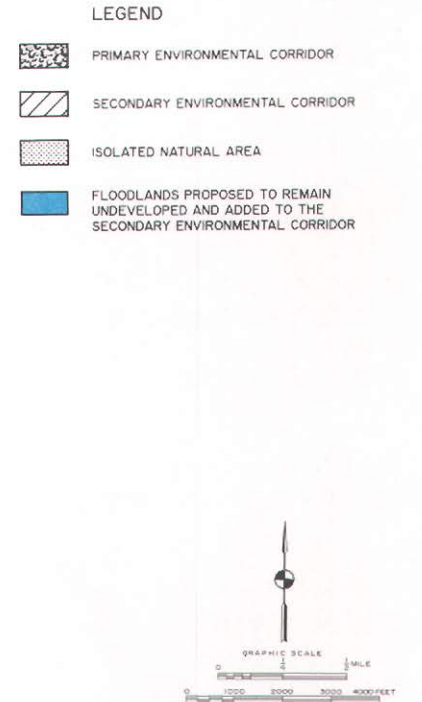 LEGEND
PRIMARY ENVIRONMENTAL CORRIDOR
SECONDARY ENVIRONMENTAL CORRIDOR
ISOLATED NATURAL AREA
FLOODLANDS PROPOSED TO REMAIN
UNDEVELOPED AND ADDED TO THE
SECONDARY ENVIRONMENTAL CORRIDOR
GRAPHIC SCALE
0 MILE
0 1000 2000 3000 4000 FEET